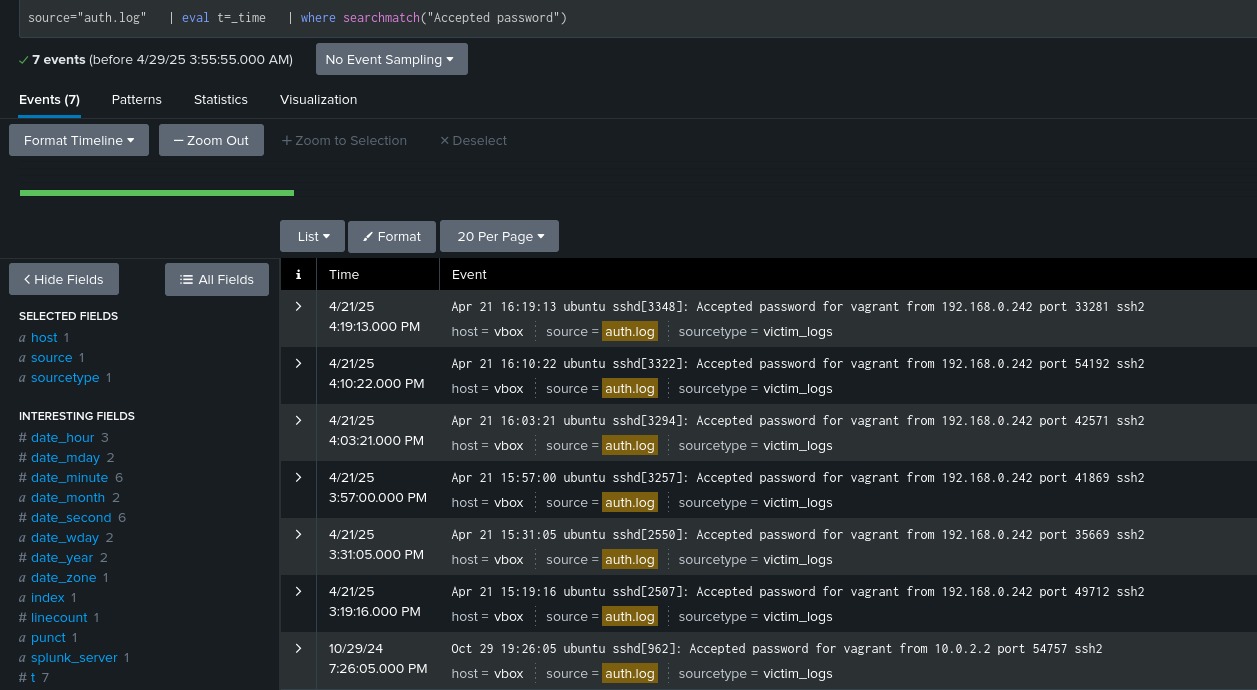 source="auth.log" | eval t=_time | where searchmatch("Accepted password")
✓ 7 events (before 4/29/25 3:55:55.000 AM) No Event Sampling ▾
Events (7) Patterns Statistics Visualization
Format Timeline ▾ — Zoom Out + Zoom to Selection × Deselect
List ▾ Format 20 Per Page ▾
< Hide Fields All Fields
SELECTED FIELDS
a host 1
a source 1
a sourcetype 1
INTERESTING FIELDS
# date_hour 3
# date_mday 2
# date_minute 6
a date_month 2
# date_second 6
a date_wday 2
# date_year 2
a date_zone 1
a index 1
# linecount 1
a punct 1
a splunk_server 1
# t 7
i Time Event
> 4/21/25 Apr 21 16:19:13 ubuntu sshd[3348]: Accepted password for vagrant from 192.168.0.242 port 33281 ssh2
4:19:13.000 PM host = vbox source = auth.log sourcetype = victim_logs
> 4/21/25 Apr 21 16:10:22 ubuntu sshd[3322]: Accepted password for vagrant from 192.168.0.242 port 54192 ssh2
4:10:22.000 PM host = vbox source = auth.log sourcetype = victim_logs
> 4/21/25 Apr 21 16:03:21 ubuntu sshd[3294]: Accepted password for vagrant from 192.168.0.242 port 42571 ssh2
4:03:21.000 PM host = vbox source = auth.log sourcetype = victim_logs
> 4/21/25 Apr 21 15:57:00 ubuntu sshd[3257]: Accepted password for vagrant from 192.168.0.242 port 41869 ssh2
3:57:00.000 PM host = vbox source = auth.log sourcetype = victim_logs
> 4/21/25 Apr 21 15:31:05 ubuntu sshd[2550]: Accepted password for vagrant from 192.168.0.242 port 35669 ssh2
3:31:05.000 PM host = vbox source = auth.log sourcetype = victim_logs
> 4/21/25 Apr 21 15:19:16 ubuntu sshd[2507]: Accepted password for vagrant from 192.168.0.242 port 49712 ssh2
3:19:16.000 PM host = vbox source = auth.log sourcetype = victim_logs
> 10/29/24 Oct 29 19:26:05 ubuntu sshd[962]: Accepted password for vagrant from 10.0.2.2 port 54757 ssh2
7:26:05.000 PM host = vbox source = auth.log sourcetype = victim_logs